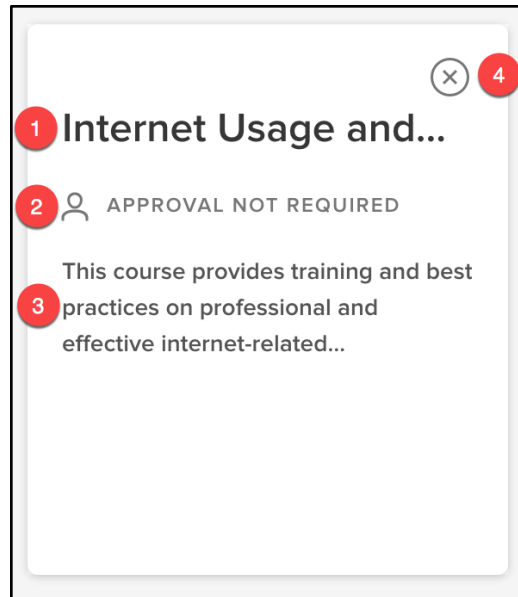 4
1 Internet Usage and...
2 APPROVAL NOT REQUIRED
This course provides training and best
3 practices on professional and
effective internet-related...